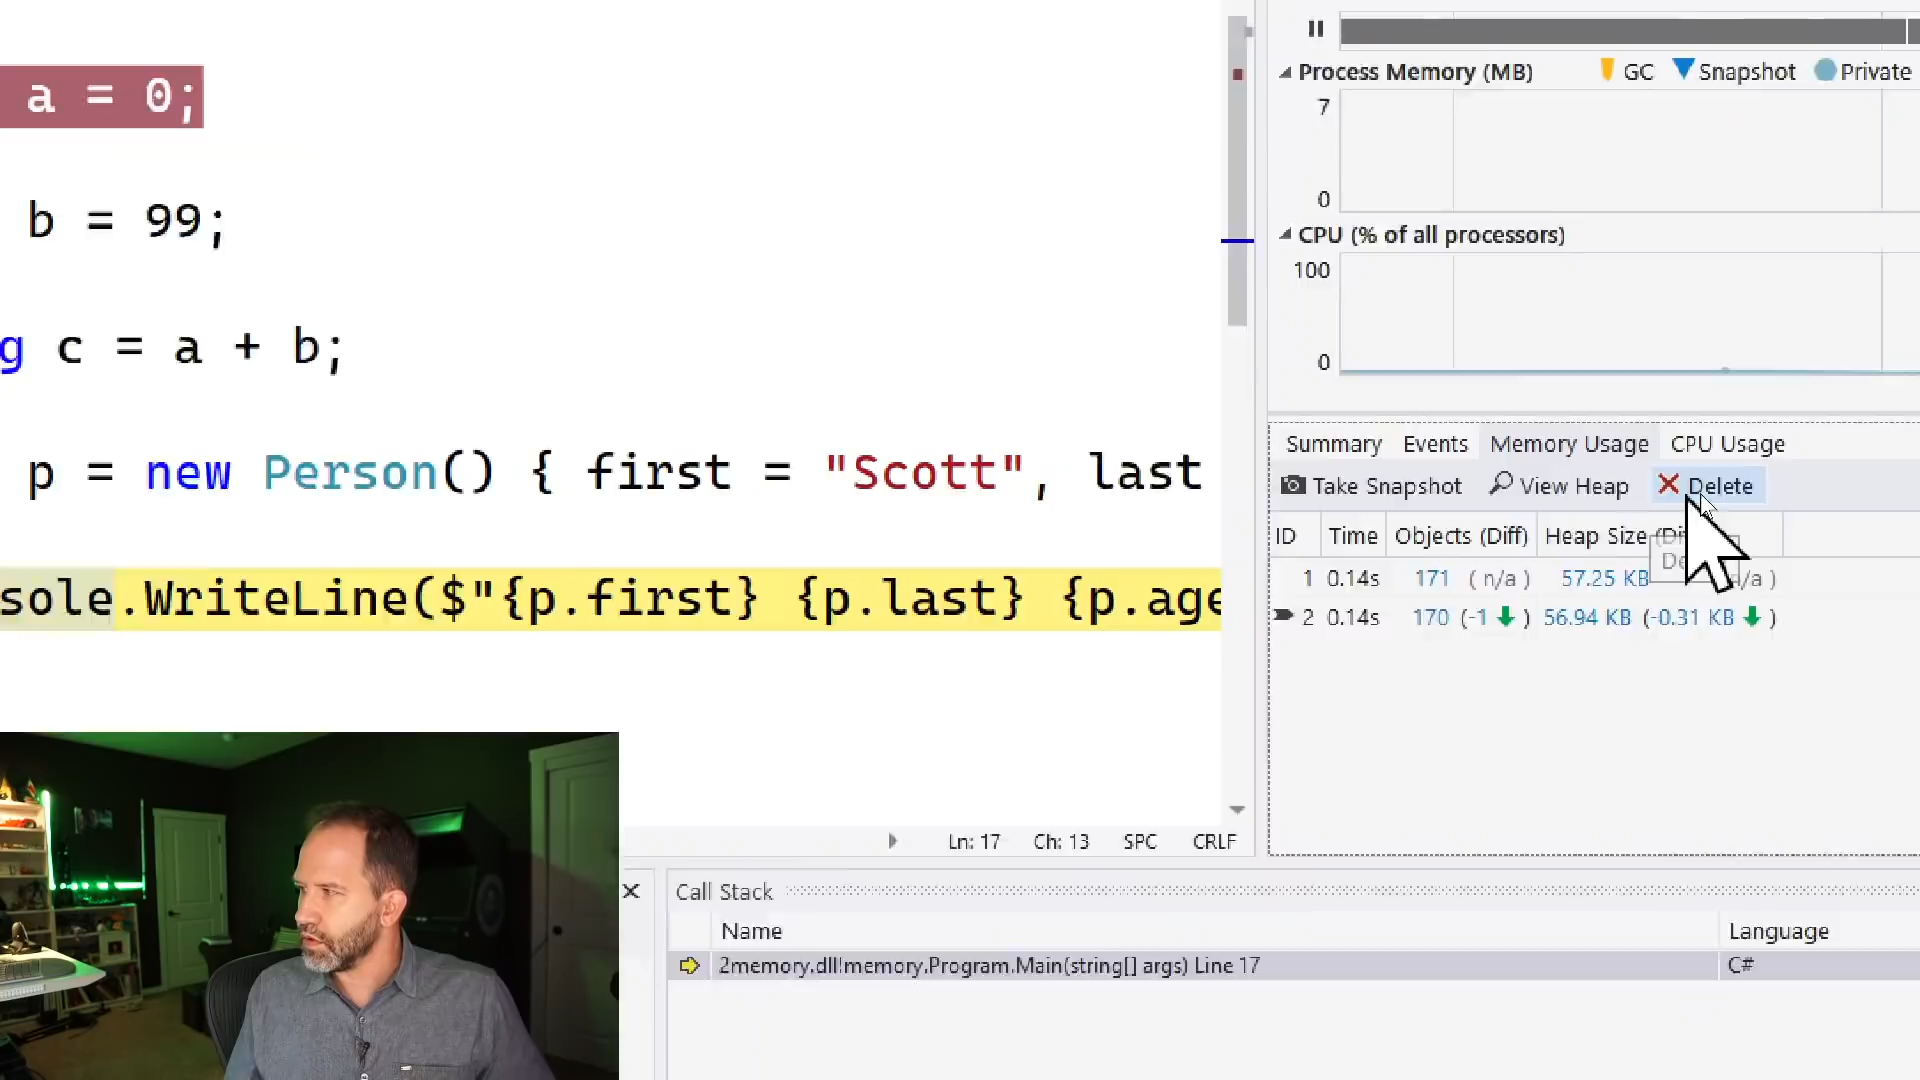 a = 0;
b = 99;
g c = a + b;
p = new Person() { first = "Scott", last
sole.WriteLine($"{p.first} {p.last} {p.age
Ln: 17 Ch: 13 SPC CRLF
Process Memory (MB) GC Snapshot Private
7
0
CPU (% of all processors)
100
0
Summary Events Memory Usage CPU Usage
Take Snapshot View Heap Delete
ID Time Objects (Diff) Heap Size
1 0.14s 171 (n/a) 57.25 KB /a)
2 0.14s 170 (-1 ) 56.94 KB (-0.31 KB )
Call Stack
Name Language
2memory.dll!memory.Program.Main(string[] args) Line 17 C#